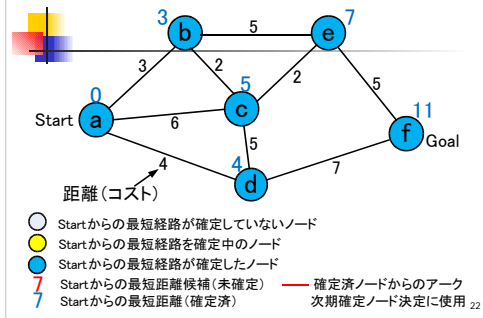 3
b
5
e
7
3
2
5
2
0
Start
a
6
c
5
11
f
Goal
5
4
4
d
7
距離(コスト)
Startからの最短経路が確定していないノード
Startからの最短経路を確定中のノード
Startからの最短経路が確定したノード
7 Startからの最短距離候補(未確定) 確定済ノードからのアーク
7 Startからの最短距離(確定済) 次期確定ノード決定に使用 22